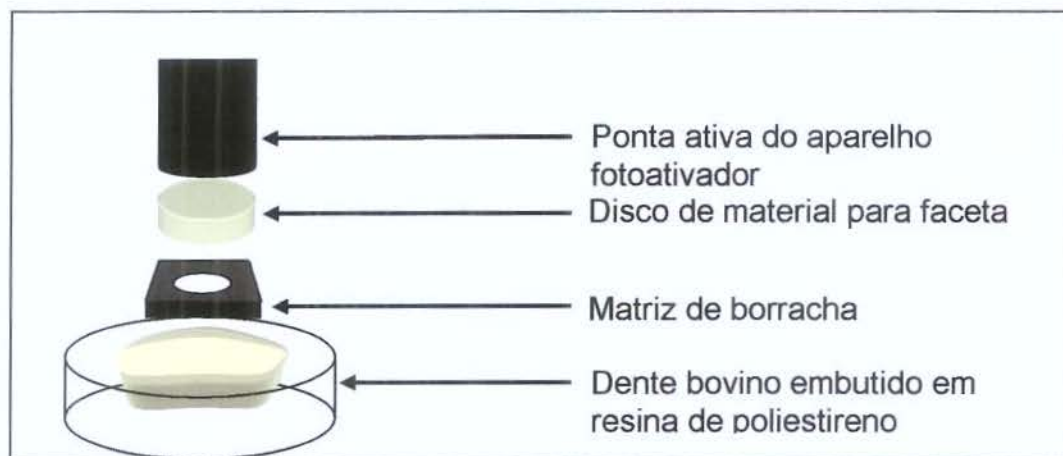 Ponta ativa do aparelho
fotoativador
Disco de material para faceta
Matriz de borracha
Dente bovino embutido em
resina de poliestireno